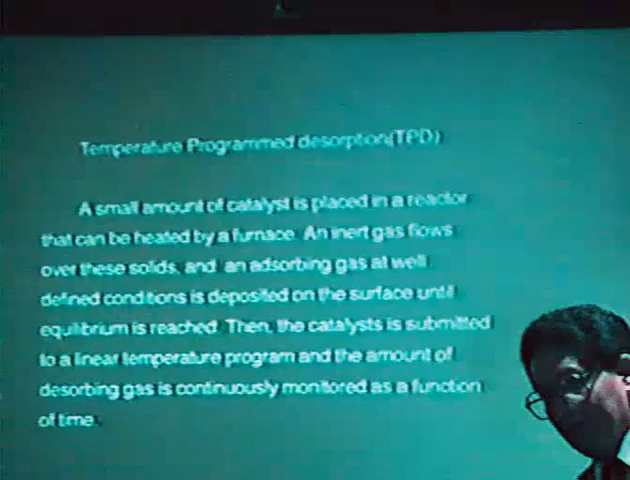 Temperature Programmed desorption(TPD)
A small amount of catalyst is placed in a reactor
that can be heated by a furnace. An inert gas flows
over these solids, and an adsorbing gas at well
defined conditions is deposited on the surface until
equilibrium is reached. Then, the catalysts is submitted
to a linear temperature program and the amount of
desorbing gas is continuously monitored as a function
of time.